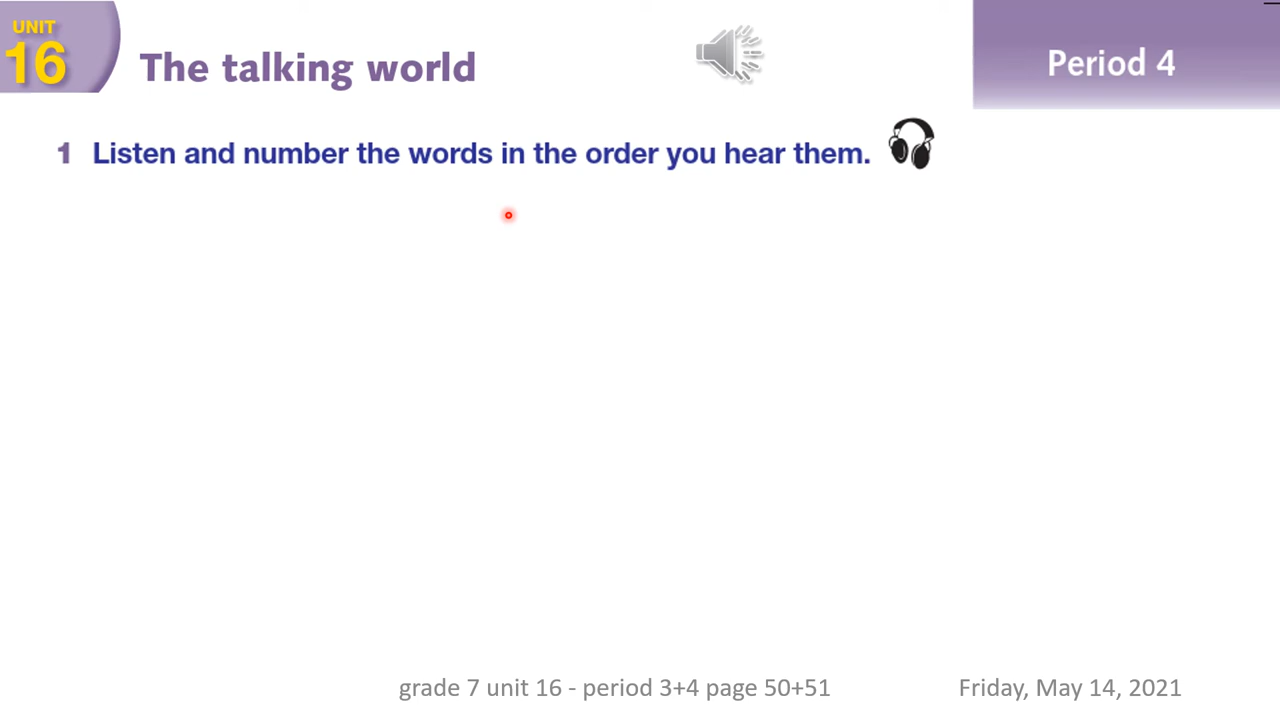 UNIT
16
The talking world
Period 4
1 Listen and number the words in the order you hear them.
grade 7 unit 16 - period 3+4 page 50+51
Friday, May 14, 2021